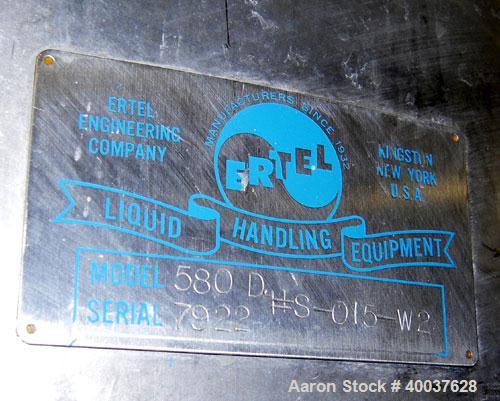 ERTEL
ENGINEERING
COMPANY
MANUFACTURERS SINCE 1932
ERTEL
KINGSTON
NEW YORK
U.S.A.
LIQUID HANDLING EQUIPMENT
MODEL 580 D.HS-015-W2
SERIAL 7922
Aaron Stock # 40037628